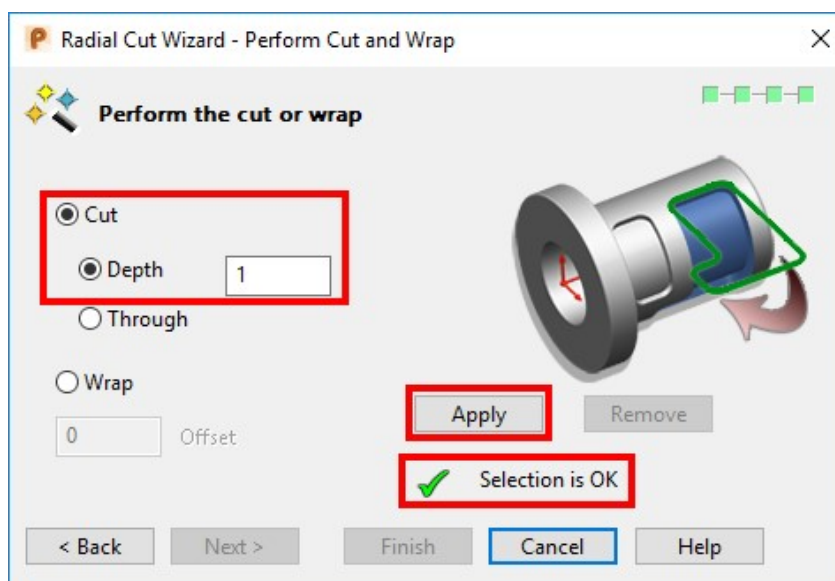 Radial Cut Wizard - Perform Cut and Wrap
Perform the cut or wrap
Cut
Depth 1
Through
Wrap
0 Offset
Apply Remove
Selection is OK
< Back Next > Finish Cancel Help